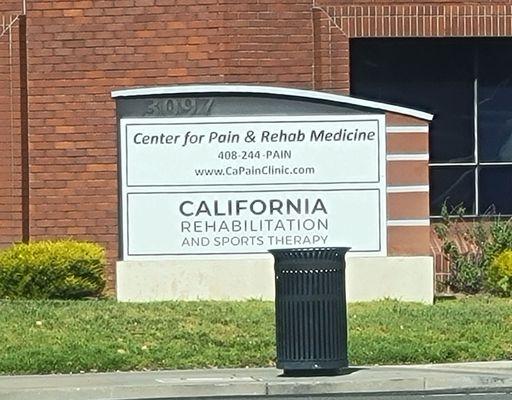 3097
Center for Pain & Rehab Medicine
408-244-PAIN
www.CaPainClinic.com
CALIFORNIA
REHABILITATION
AND SPORTS THERAPY